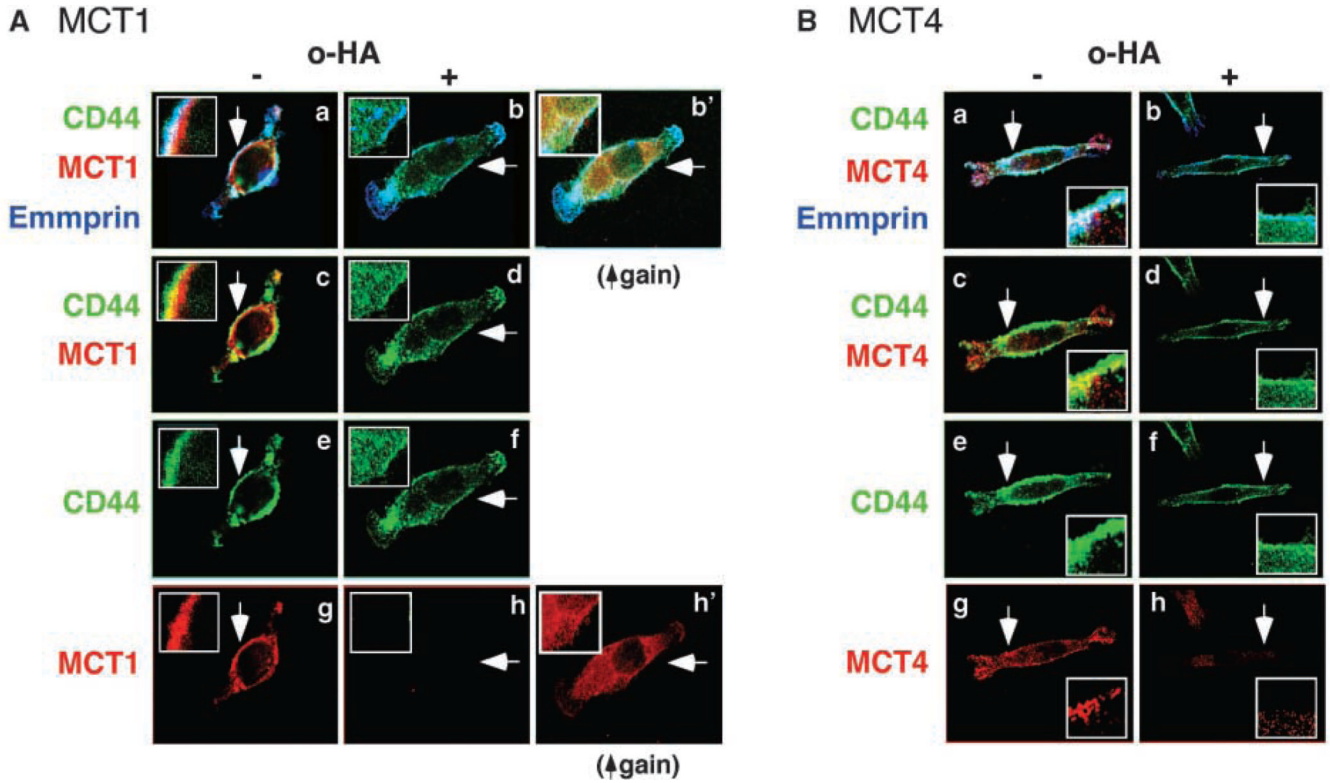 A MCT1
o-HA
- +
CD44
MCT1
Emmprin
a b b'
(↑gain)
CD44
MCT1
c d
CD44
e f
MCT1
g h h'
(↑gain)
B MCT4
o-HA
- +
CD44
MCT4
Emmprin
a b
CD44
MCT4
c d
CD44
e f
MCT4
g h